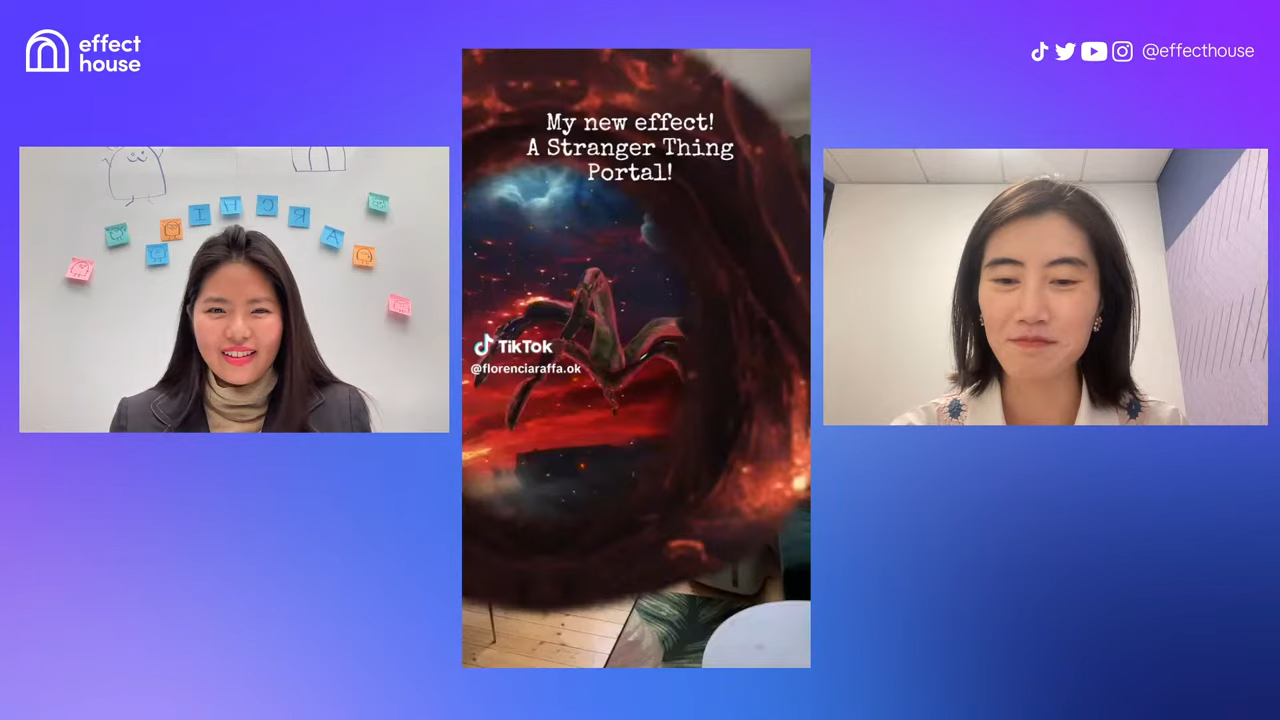 effect
house
@effecthouse
My new effect!
A Stranger Thing
Portal!
TikTok
@florenciaraffa.ok